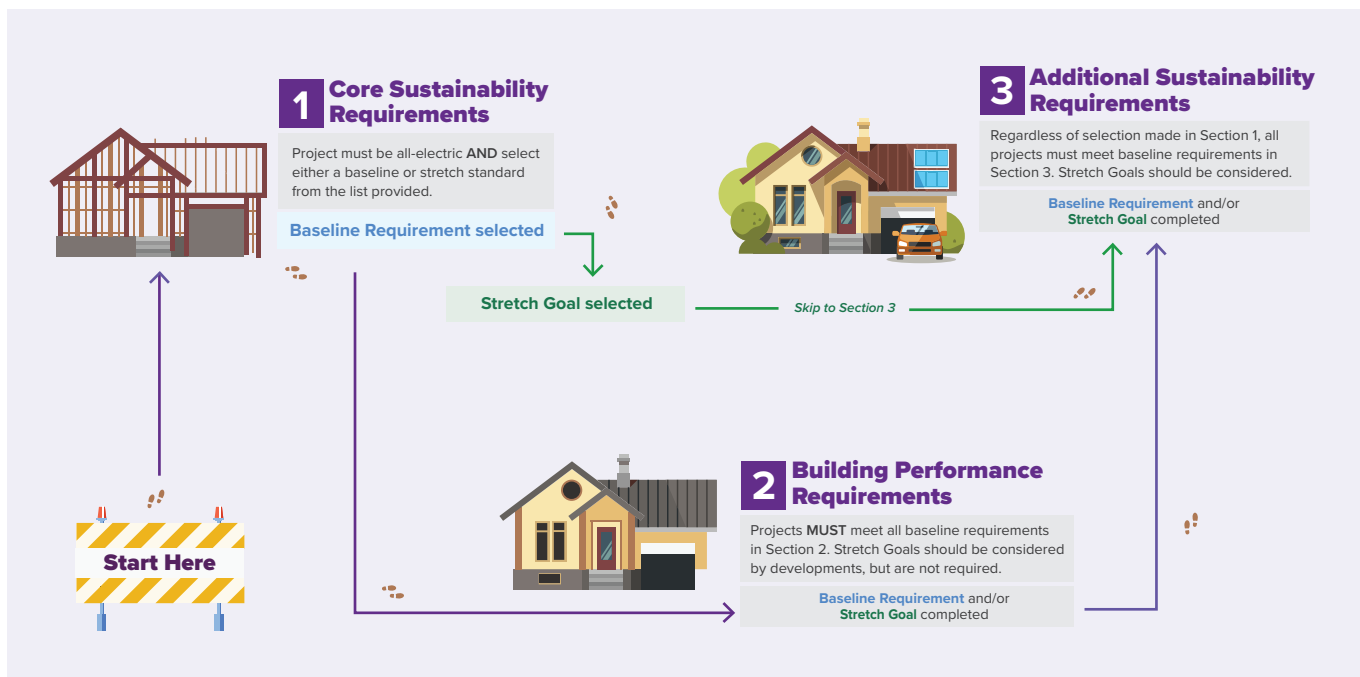 1
Core Sustainability
Requirements
Project must be all-electric AND select
either a baseline or stretch standard
from the list provided.
Baseline Requirement selected
Stretch Goal selected
Skip to Section 3
3
Additional Sustainability
Requirements
Regardless of selection made in Section 1, all
projects must meet baseline requirements in
Section 3. Stretch Goals should be considered.
Baseline Requirement and/or
Stretch Goal completed
Start Here
2
Building Performance
Requirements
Projects MUST meet all baseline requirements
in Section 2. Stretch Goals should be considered
by developments, but are not required.
Baseline Requirement and/or
Stretch Goal completed